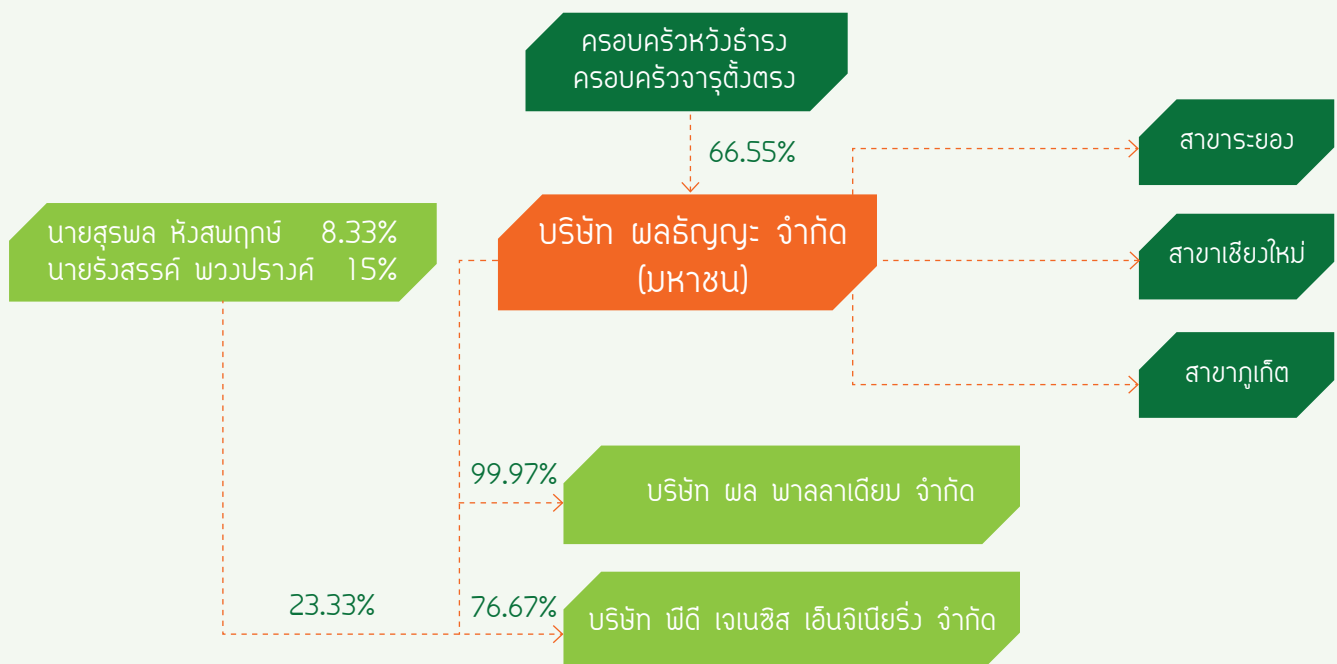 ครอบครัวหวังธำรง
ครอบครัวจารุตั้งตรง
66.55%
สาขาระยอง
นายสุรพล หังสพฤกษ์ 8.33%
นายรังสรรค์ พวงปรางค์ 15%
บริษัท ผลธัญญะ จำกัด
(มหาชน)
สาขาเชียงใหม่
สาขาภูเก็ต
99.97%
บริษัท ผล พาลลาเดียม จำกัด
23.33%
76.67%
บริษัท พีดี เจเนซิส เอ็นจิเนียริ่ง จำกัด